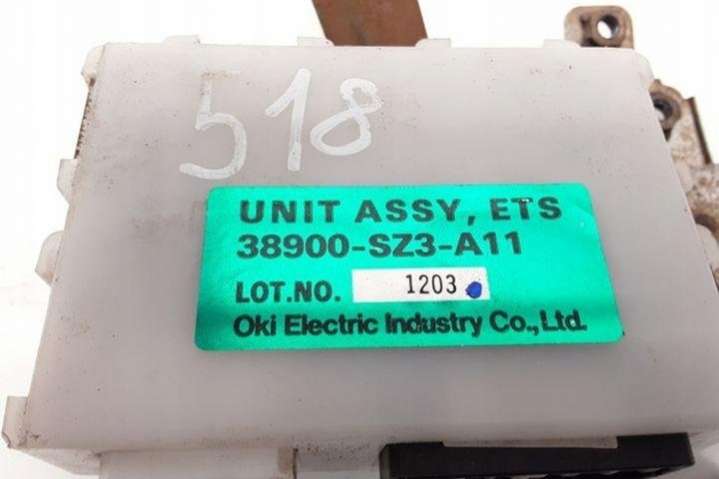 518
UNIT ASSY, ETS
38900-SZ3-A11
LOT.NO. 1203
Oki Electric Industry Co., Ltd.